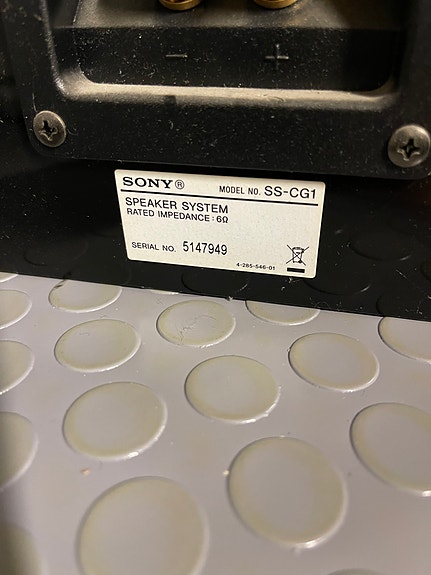 − +
SONY® MODEL NO. SS-CG1
SPEAKER SYSTEM
RATED IMPEDANCE : 6Ω
SERIAL NO. 5147949
4-285-546-01